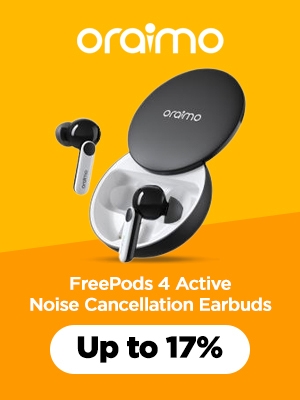 oraimo
oraimo
FreePods 4 Active
Noise Cancellation Earbuds
Up to 17%